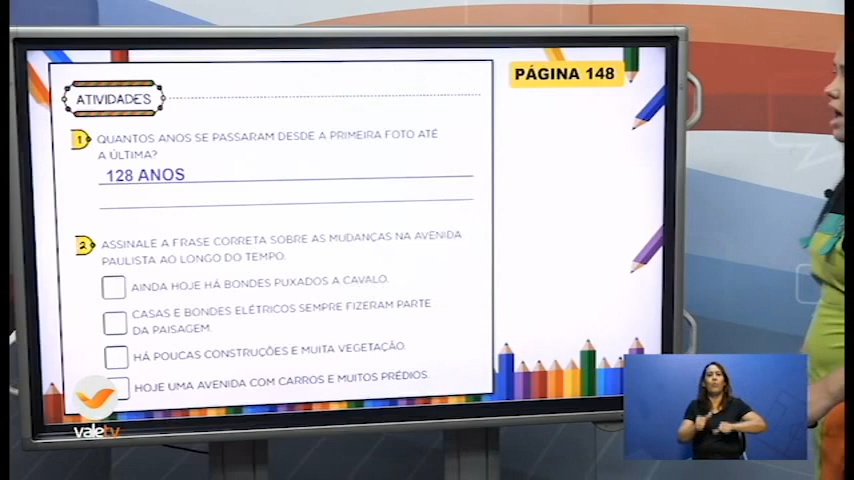 PÁGINA 148
ATIVIDADES
1 QUANTOS ANOS SE PASSARAM DESDE A PRIMEIRA FOTO ATÉ
A ÚLTIMA?
128 ANOS
2 ASSINALE A FRASE CORRETA SOBRE AS MUDANÇAS NA AVENIDA
PAULISTA AO LONGO DO TEMPO.
AINDA HOJE HÁ BONDES PUXADOS A CAVALO.
CASAS E BONDES ELÉTRICOS SEMPRE FIZERAM PARTE
DA PAISAGEM.
HÁ POUCAS CONSTRUÇÕES E MUITA VEGETAÇÃO.
HOJE UMA AVENIDA COM CARROS E MUITOS PRÉDIOS.
valetv